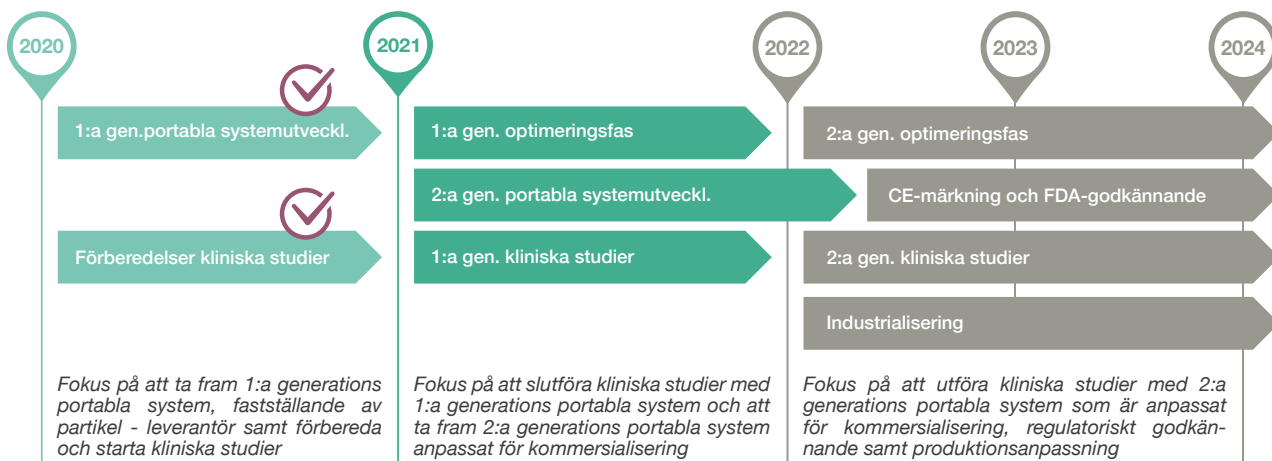 2020
2021
2022
2023
2024
1:a gen.portabla systemutveckl.
1:a gen. optimeringsfas
2:a gen. optimeringsfas
2:a gen. portabla systemutveckl.
CE-märkning och FDA-godkännande
Förberedelser kliniska studier
1:a gen. kliniska studier
2:a gen. kliniska studier
Industrialisering
Fokus på att ta fram 1:a generations
portabla system, fastställande av
partikel - leverantör samt förbereda
och starta kliniska studier
Fokus på att slutföra kliniska studier med
1:a generations portabla system och att
ta fram 2:a generations portabla system
anpassat för kommersialisering
Fokus på att utföra kliniska studier med 2:a
generations portabla system som är anpassat
för kommersialisering, regulatoriskt godkän-
nande samt produktionsanpassning